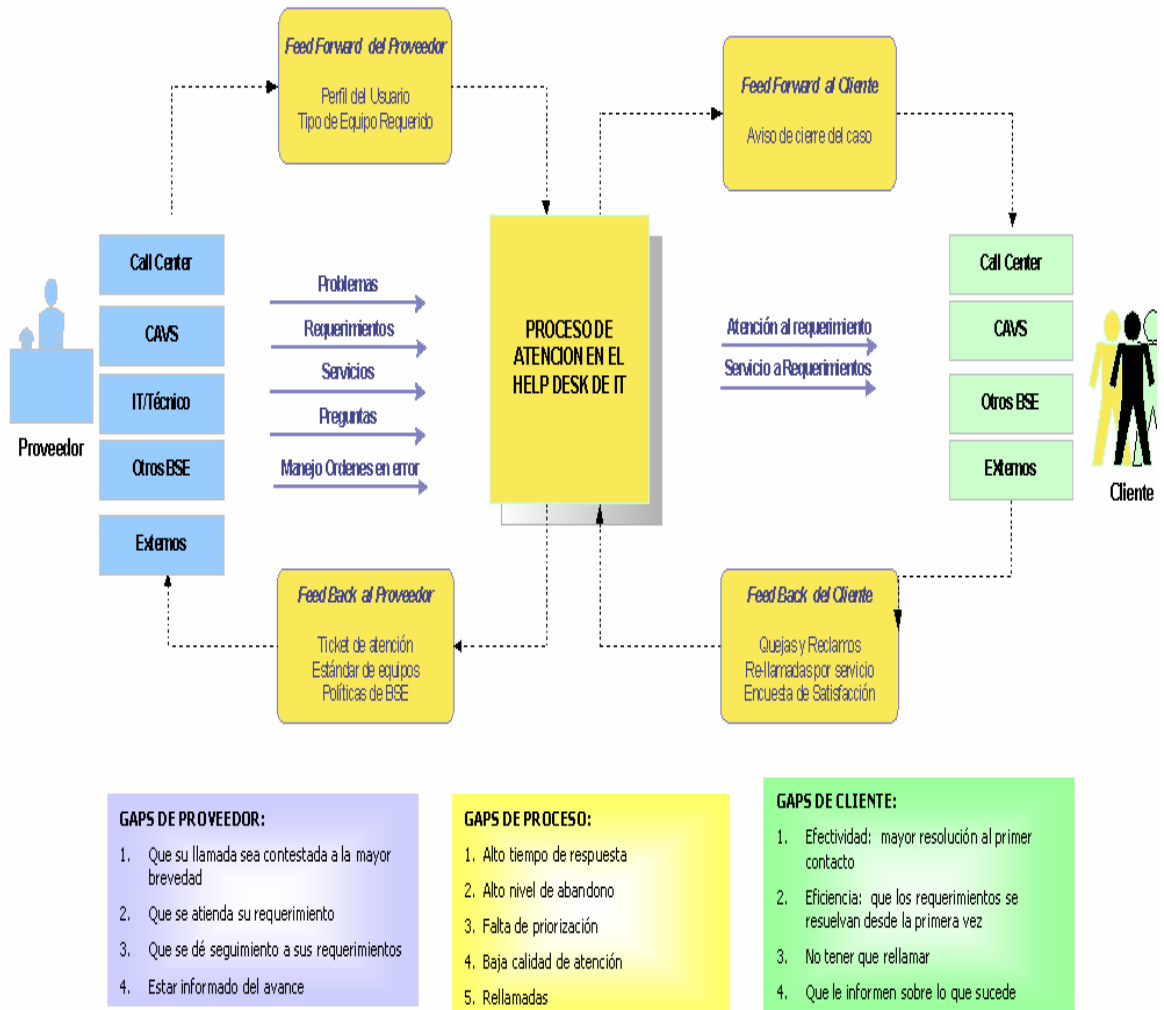 Feed Forward del Proveedor
Perfil del Usuario
Tipo de Equipo Requerido
Feed Forward al Cliente
Aviso de cierre del caso
Call Center
CAVS
IT/Técnico
Otros BSE
Externos
Proveedor
Problemas
Requerimientos
Servicios
Preguntas
Manejo Ordenes en error
PROCESO DE
ATENCION EN EL
HELP DESK DE IT
Atención al requerimiento
Servicio a Requerimientos
Call Center
CAVS
Otros BSE
EXternos
Cliente
Feed Back al Proveedor
Ticket de atención
Estándar de equipos
Políticas de BSE
Feed Back del Cliente
Quejas y Reclamos
Re-llamadas por servicio
Encuesta de Satisfacción
GAPS DE PROVEEDOR:
1. Que su llamada sea contestada a la mayor
brevedad
2. Que se atienda su requerimiento
3. Que se dé seguimiento a sus requerimientos
4. Estar informado del avance
GAPS DE PROCESO:
1. Alto tiempo de respuesta
2. Alto nivel de abandono
3. Falta de priorización
4. Baja calidad de atención
5. Rellamadas
GAPS DE CLIENTE:
1. Efectividad: mayor resolución al primer
contacto
2. Eficiencia: que los requerimientos se
resuelvan desde la primera vez
3. No tener que rellamar
4. Que le informen sobre lo que sucede